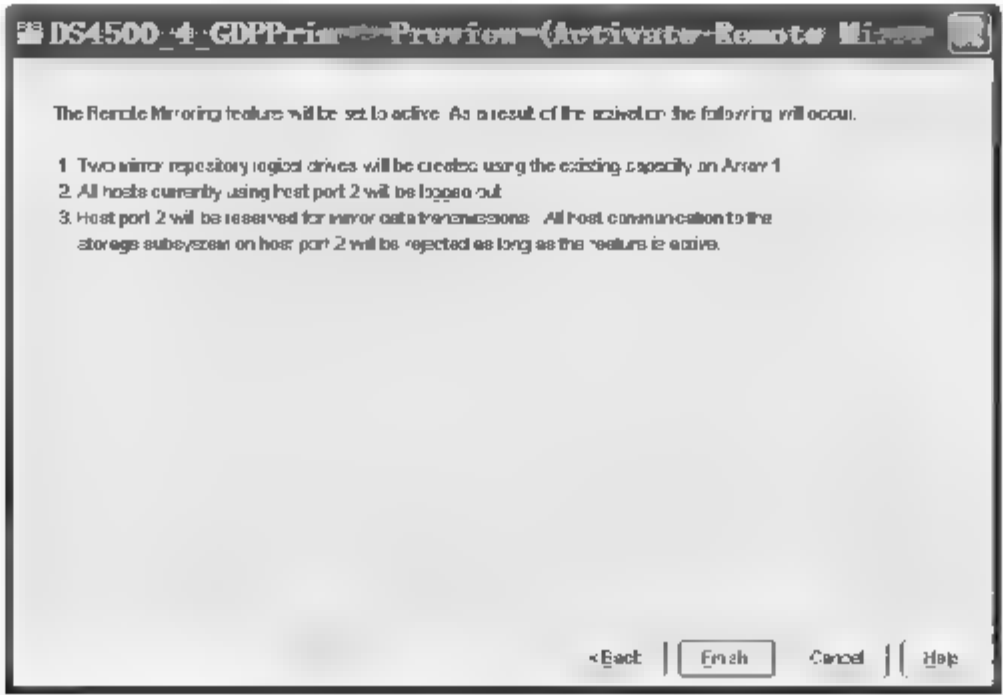 DS4500_4_GDPPrim - Preview (Activate Remote Mirror
The Remote Mirroring feature will be set to active. As a result of the activation the following will occur.
1. Two mirror repository logical drives will be created using the existing capacity on Array 1
2. All hosts currently using host port 2 will be logged out
3. Host port 2 will be reserved for mirror data transmissions. All host communication to the
storage subsystem on host port 2 will be rejected as long as the feature is active.
< Back
Finish
Cancel
Help